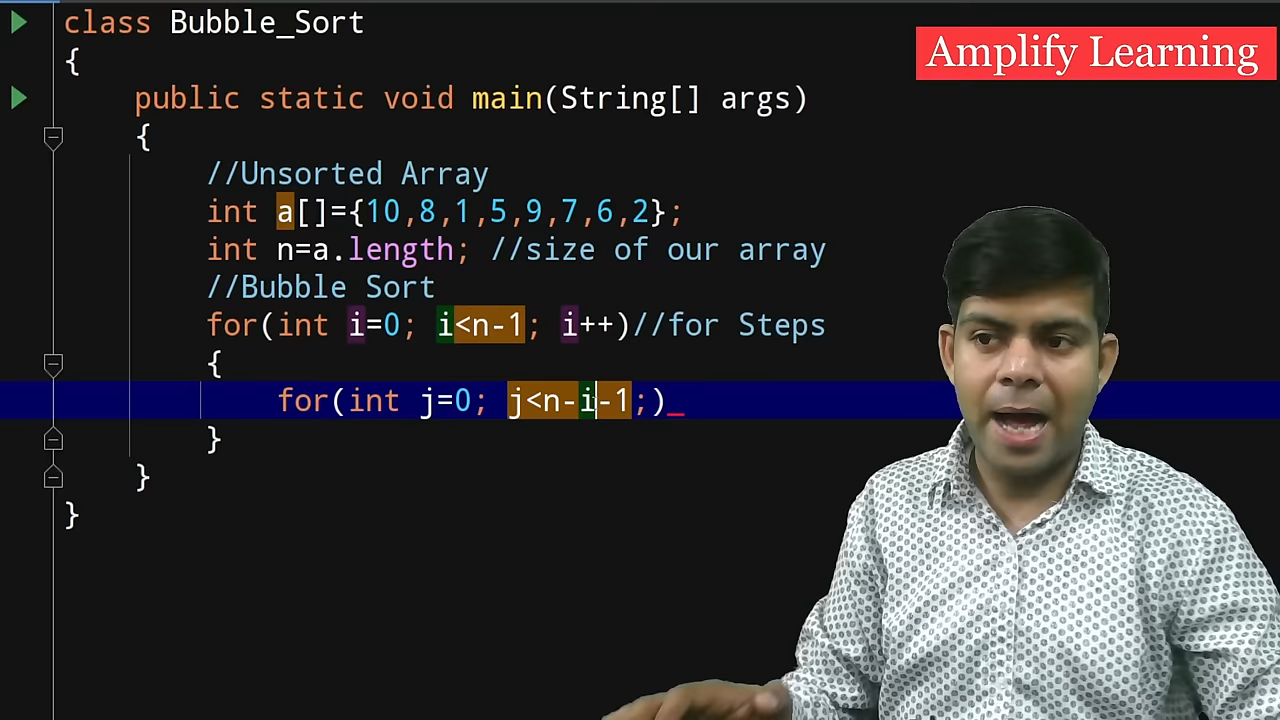 class Bubble_Sort
{
public static void main(String[] args)
{
//Unsorted Array
int a[]={10,8,1,5,9,7,6,2};
int n=a.length; //size of our array
//Bubble Sort
for(int i=0; i<n-1; i++)//for Steps
{
for(int j=0; j<n-i-1;)
}
}
}
Amplify Learning